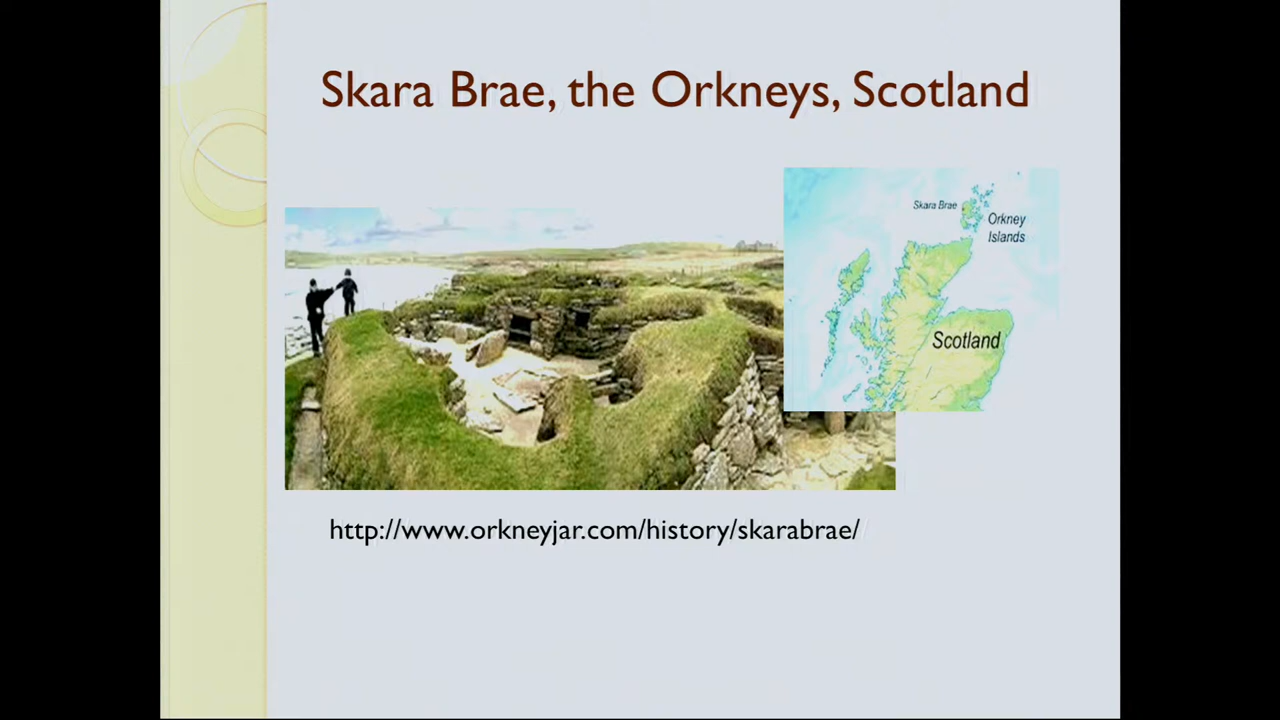 Skara Brae, the Orkneys, Scotland
Skara Brae
Orkney
Islands
Scotland
http://www.orkneyjar.com/history/skarabrae/